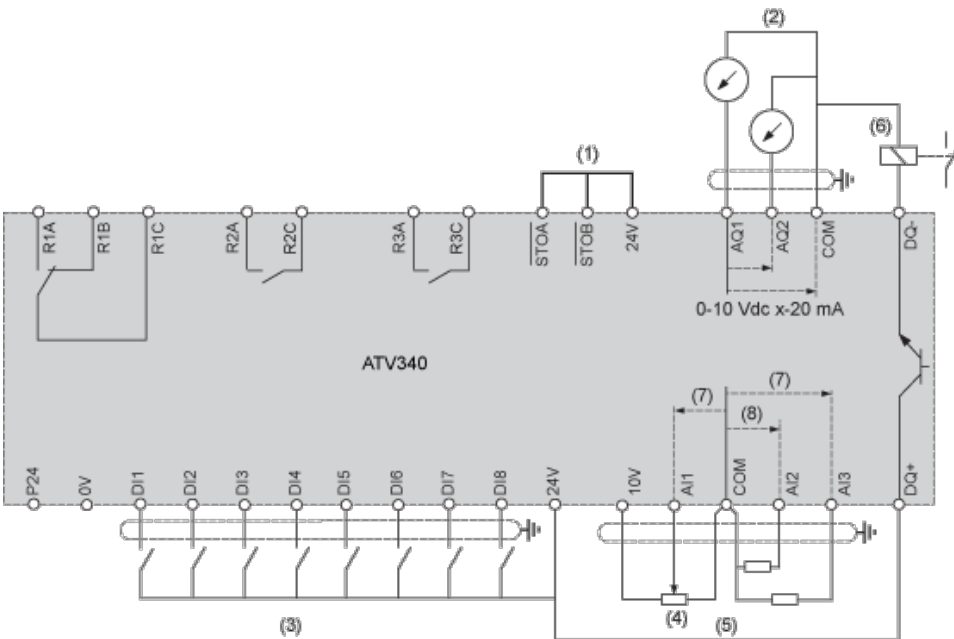 (2)
(6)
(1)
R1A R1B R1C R2A R2C R3A R3C STOA STOB 24V AQ1 AQ2 COM DQ-
0-10 Vdc x-20 mA
ATV340
(7)
(7)
(8)
P24 0V DI1 DI2 DI3 DI4 DI5 DI6 DI7 DI8 24V 10V AI1 COM AI2 AI3 DQ+
(3)
(4)
(5)